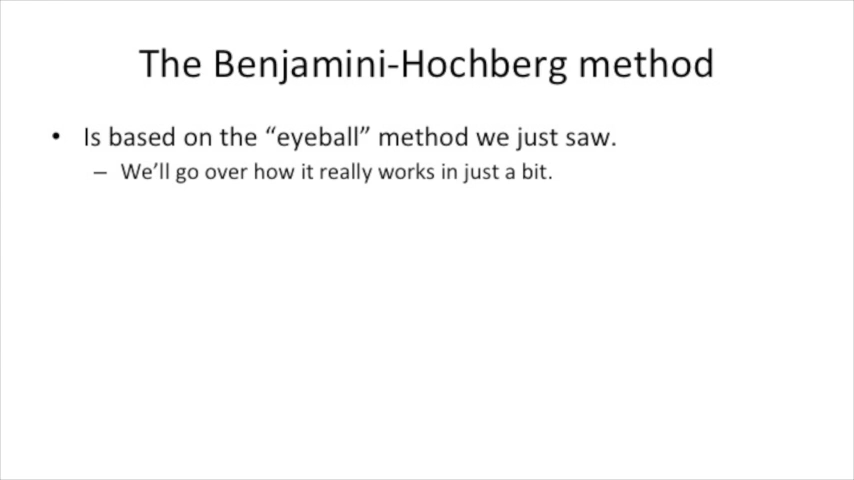 The Benjamini-Hochberg method
• Is based on the “eyeball” method we just saw.
– We’ll go over how it really works in just a bit.